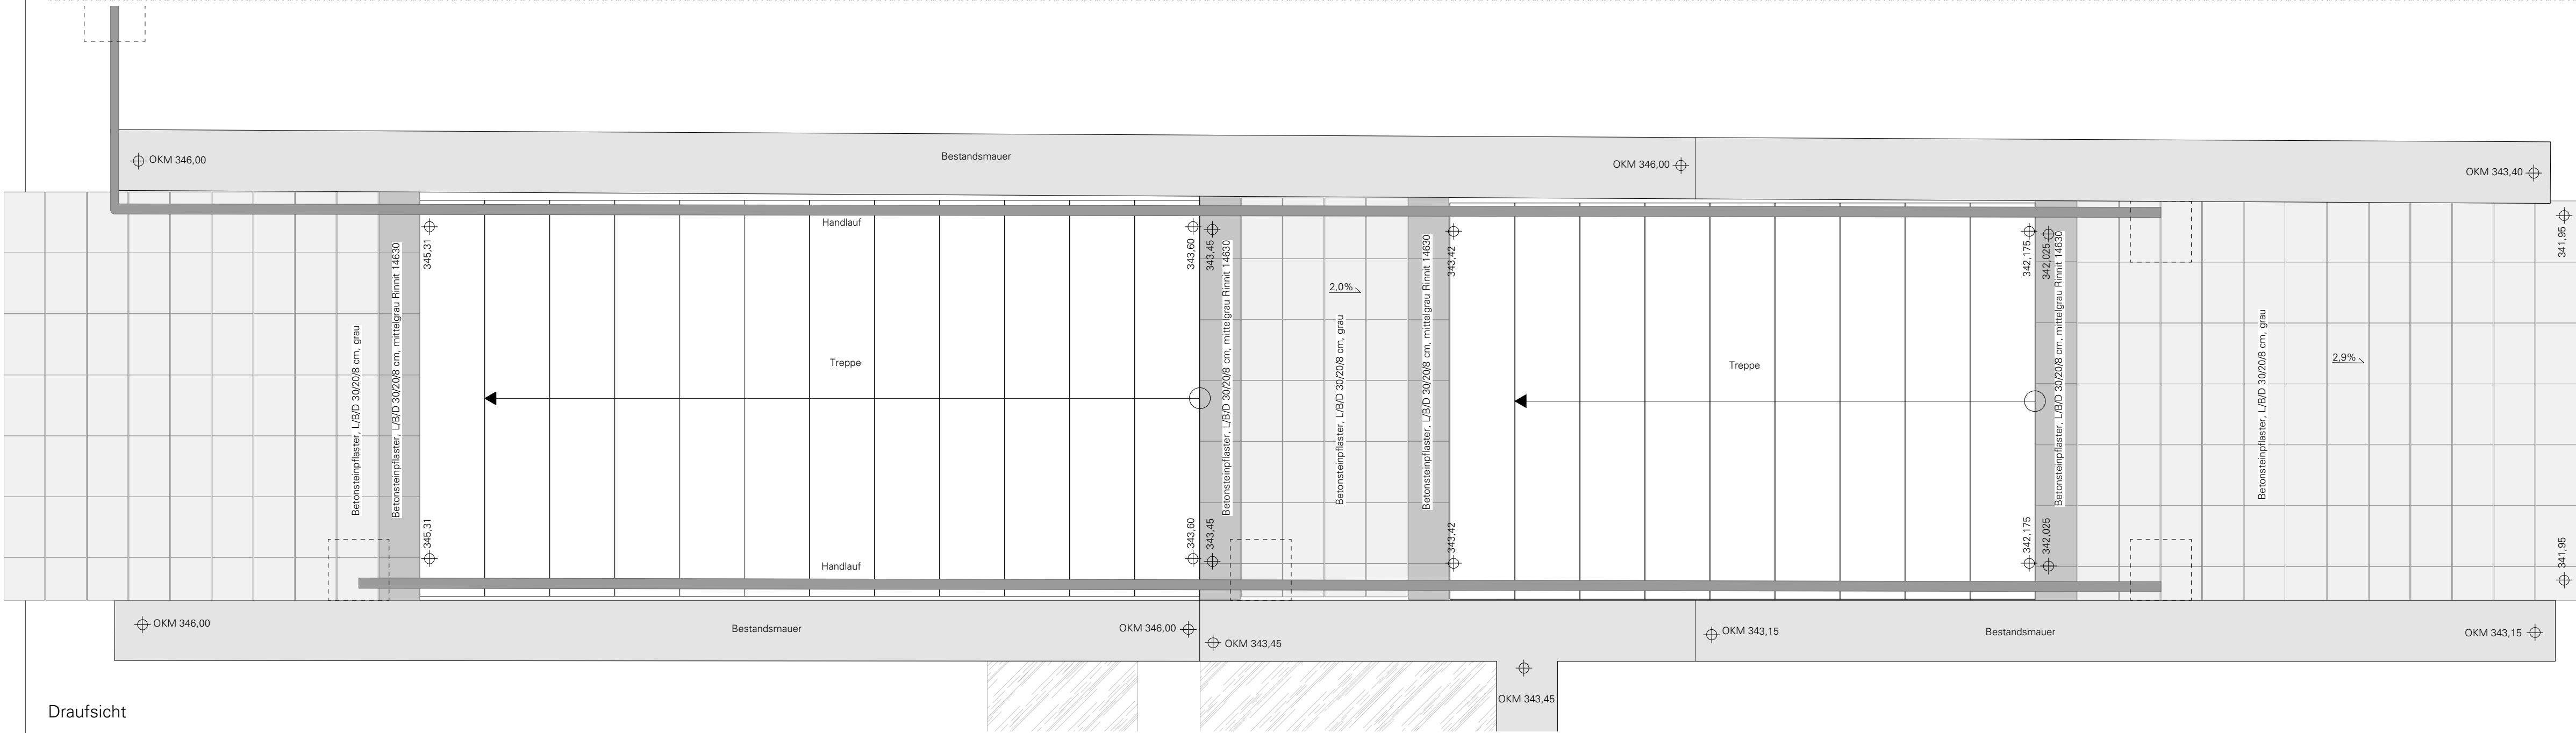 OKM 346,00
Bestandsmauer
OKM 346,00
OKM 343,40
Handlauf
345,31
343,60
343,45
343,42
342,175
342,025
341,95
Betonsteinpflaster, L/B/D 30/20/8 cm, grau
Betonsteinpflaster, L/B/D 30/20/8 cm, mittelgrau Rinnit 14630
Treppe
Betonsteinpflaster, L/B/D 30/20/8 cm, mittelgrau Rinnit 14630
2,0%
Betonsteinpflaster, L/B/D 30/20/8 cm, grau
Betonsteinpflaster, L/B/D 30/20/8 cm, mittelgrau Rinnit 14630
Treppe
Betonsteinpflaster, L/B/D 30/20/8 cm, mittelgrau Rinnit 14630
Betonsteinpflaster, L/B/D 30/20/8 cm, grau
2,9%
345,31
343,60
343,45
343,42
342,175
342,025
341,95
Handlauf
OKM 346,00
Bestandsmauer
OKM 346,00
OKM 343,45
OKM 343,15
Bestandsmauer
OKM 343,15
OKM 343,45
Draufsicht